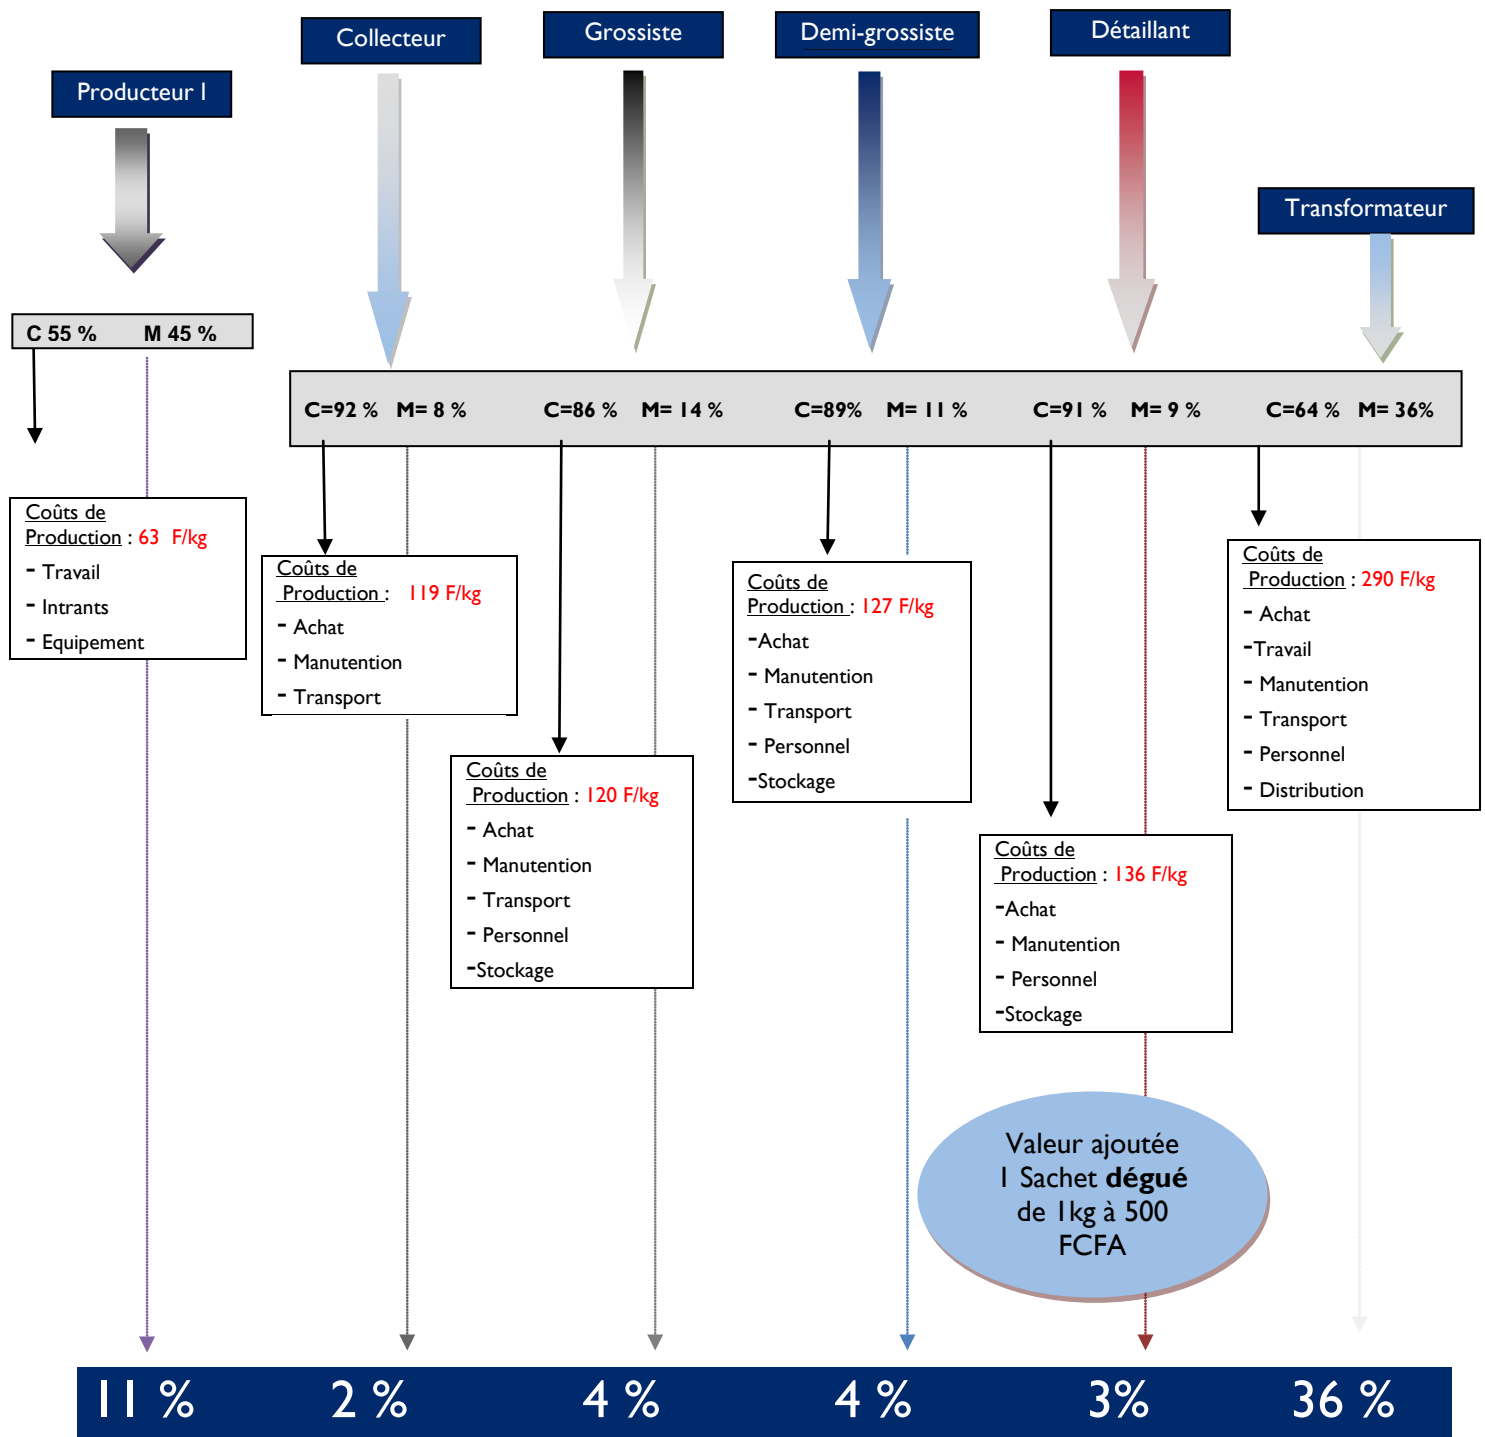 Collecteur
Grossiste
Demi-grossiste
Détaillant
Producteur I
Transformateur
C 55 % M 45 %
C=92 % M= 8 %
C=86 % M= 14 %
C=89% M= 11 %
C=91 % M= 9 %
C=64 % M= 36%
Coûts de
Production : 63 F/kg
- Travail
- Intrants
- Equipement
Coûts de
Production : 119 F/kg
- Achat
- Manutention
- Transport
Coûts de
Production : 120 F/kg
- Achat
- Manutention
- Transport
- Personnel
-Stockage
Coûts de
Production : 127 F/kg
-Achat
- Manutention
- Transport
- Personnel
-Stockage
Coûts de
Production : 136 F/kg
-Achat
- Manutention
- Personnel
-Stockage
Coûts de
Production : 290 F/kg
- Achat
-Travail
- Manutention
- Transport
- Personnel
- Distribution
Valeur ajoutée
1 Sachet dégué
de 1kg à 500
FCFA
11 % 2 % 4 % 4 % 3% 36 %